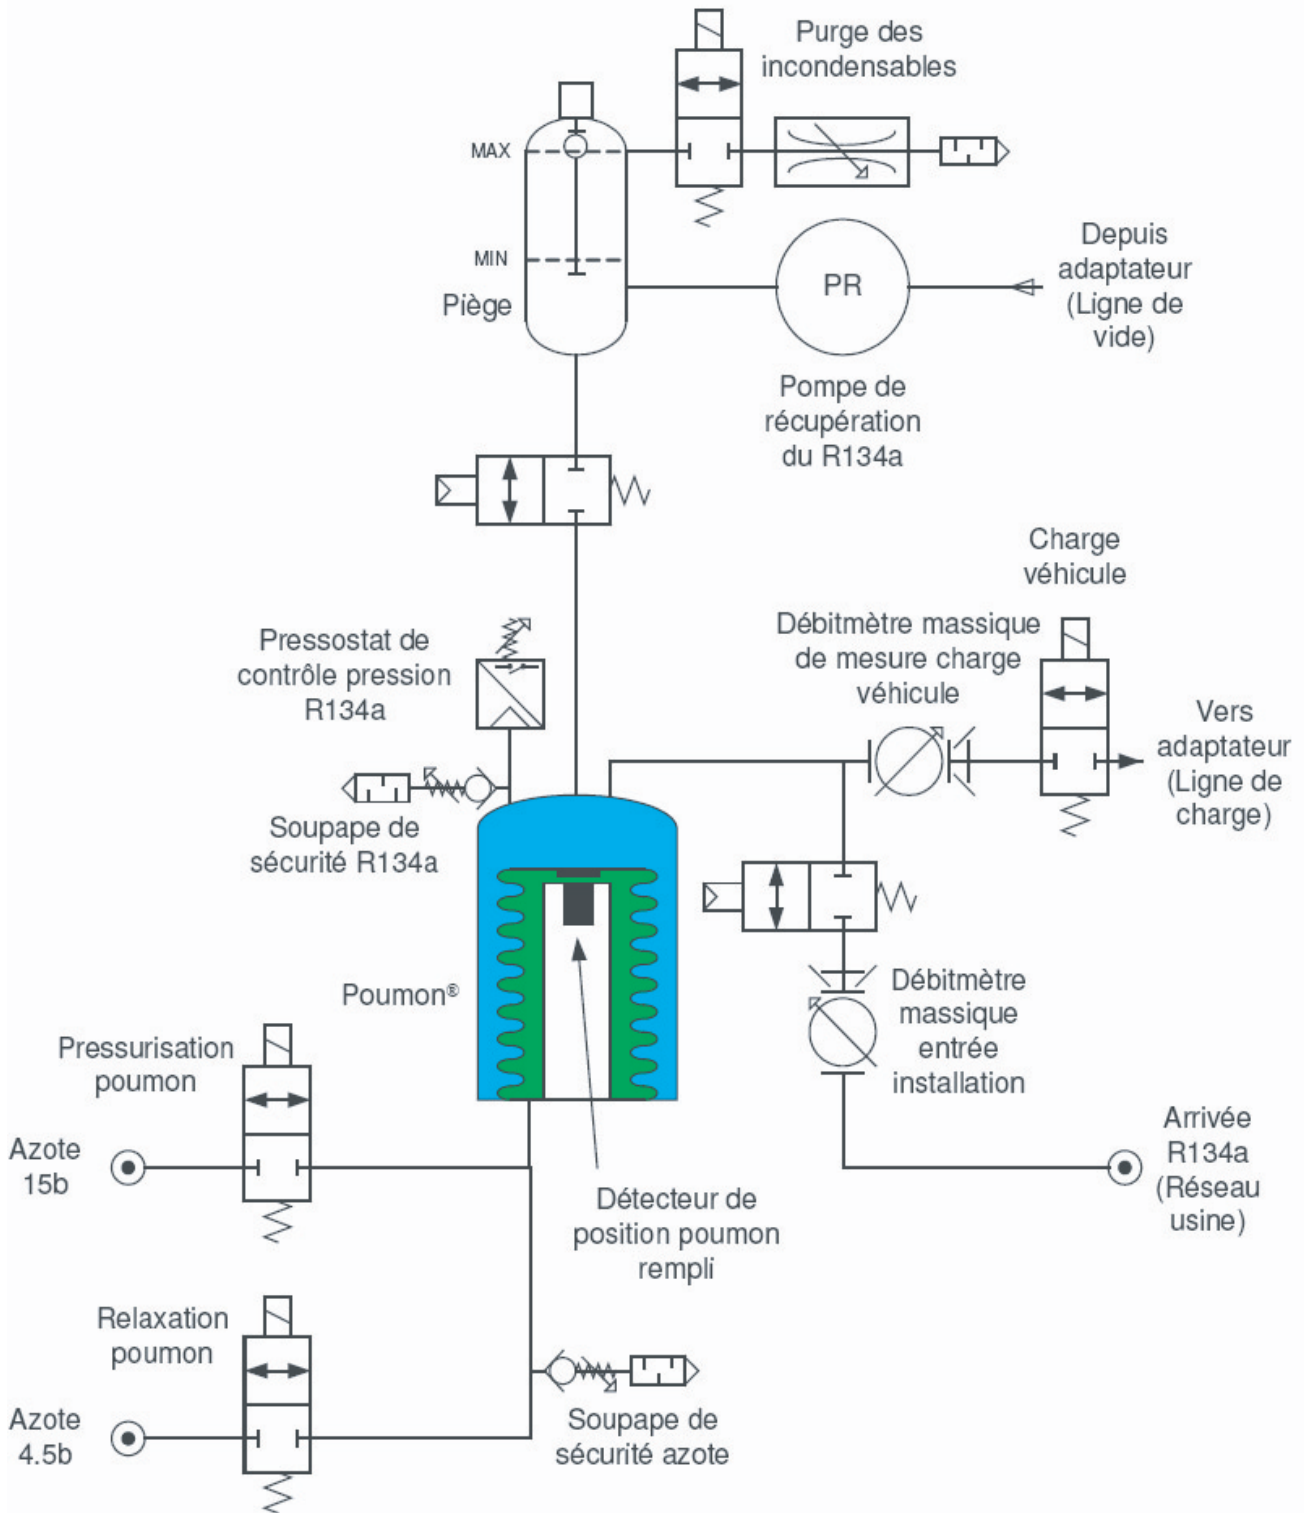 Purge des
incondensables
MAX
MIN
Piège
PR
Depuis
adaptateur
(Ligne de
vide)
Pompe de
récupération
du R134a
Charge
véhicule
Débitmètre massique
de mesure charge
véhicule
Pressostat de
contrôle pression
R134a
Vers
adaptateur
(Ligne de
charge)
Soupape de
sécurité R134a
Poumon®
Débitmètre
massique
entrée
installation
Pressurisation
poumon
Azote
15b
Arrivée
R134a
(Réseau
usine)
Détecteur de
position poumon
rempli
Relaxation
poumon
Azote
4.5b
Soupape de
sécurité azote